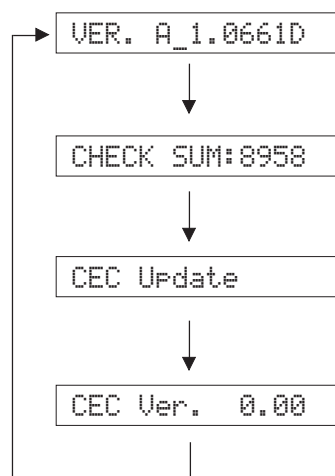 VER. A_1.0661D
CHECK SUM:8958
CEC Update
CEC Ver. 0.00